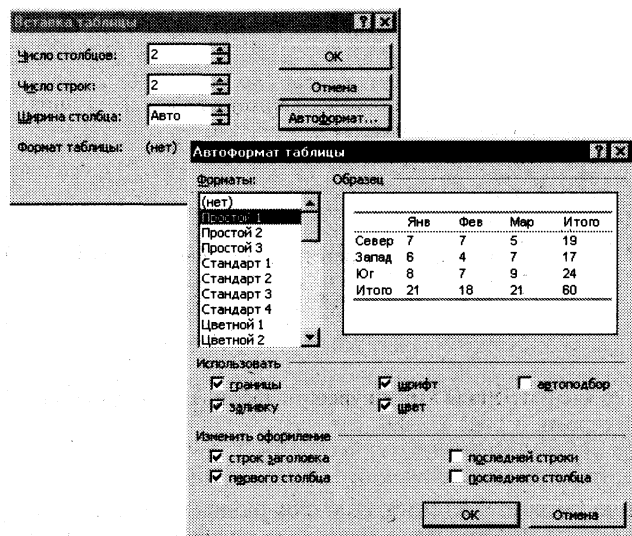 Вставка таблицы
Число столбцов: 2 ОК
Число строк: 2 Отмена
Ширина столбца: Авто Автоформат...
Формат таблицы: (нет)
Автоформат таблицы
Форматы: Образец
(нет)
Простой 1
Простой 2
Простой 3
Стандарт 1
Стандарт 2
Стандарт 3
Стандарт 4
Цветной 1
Цветной 2
Янв Фев Мар Итого
Север 7 7 5 19
Запад 6 4 7 17
Юг 8 7 9 24
Итого 21 18 21 60
Использовать
границы шрифт автоподбор
заливку цвет
Изменить оформление
строк заголовка последней строки
первого столбца последнего столбца
ОК Отмена